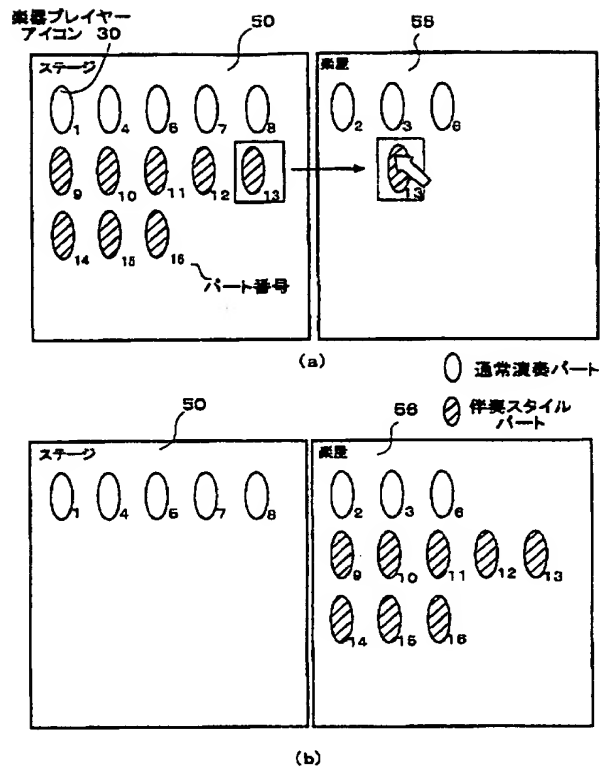 楽器プレイヤー
アイコン 30
50
56
ステージ
楽屋
1 4 5 7 8
2 3 6
9 10 11 12 13
13
14 15 16
パート番号
(a)
通常演奏パート
伴奏スタイル
パート
50
56
ステージ
楽屋
1 4 5 7 8
2 3 6
9 10 11 12 13
14 15 16
(b)